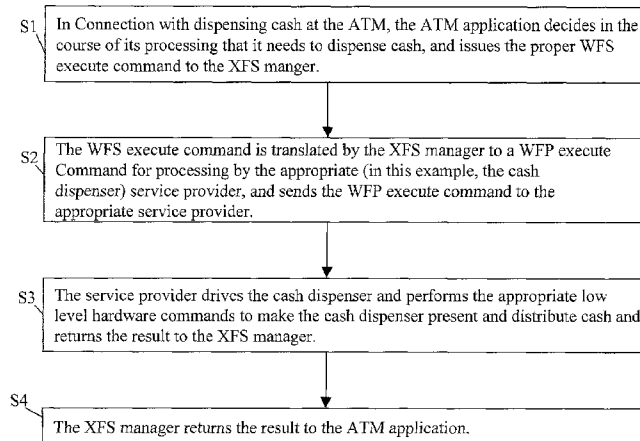 S1
In Connection with dispensing cash at the ATM, the ATM application decides in the
course of its processing that it needs to dispense cash, and issues the proper WFS
execute command to the XFS manger.
S2
The WFS execute command is translated by the XFS manager to a WFP execute
Command for processing by the appropriate (in this example, the cash
dispenser) service provider, and sends the WFP execute command to the
appropriate service provider.
S3
The service provider drives the cash dispenser and performs the appropriate low
level hardware commands to make the cash dispenser present and distribute cash and
returns the result to the XFS manager.
S4
The XFS manager returns the result to the ATM application.